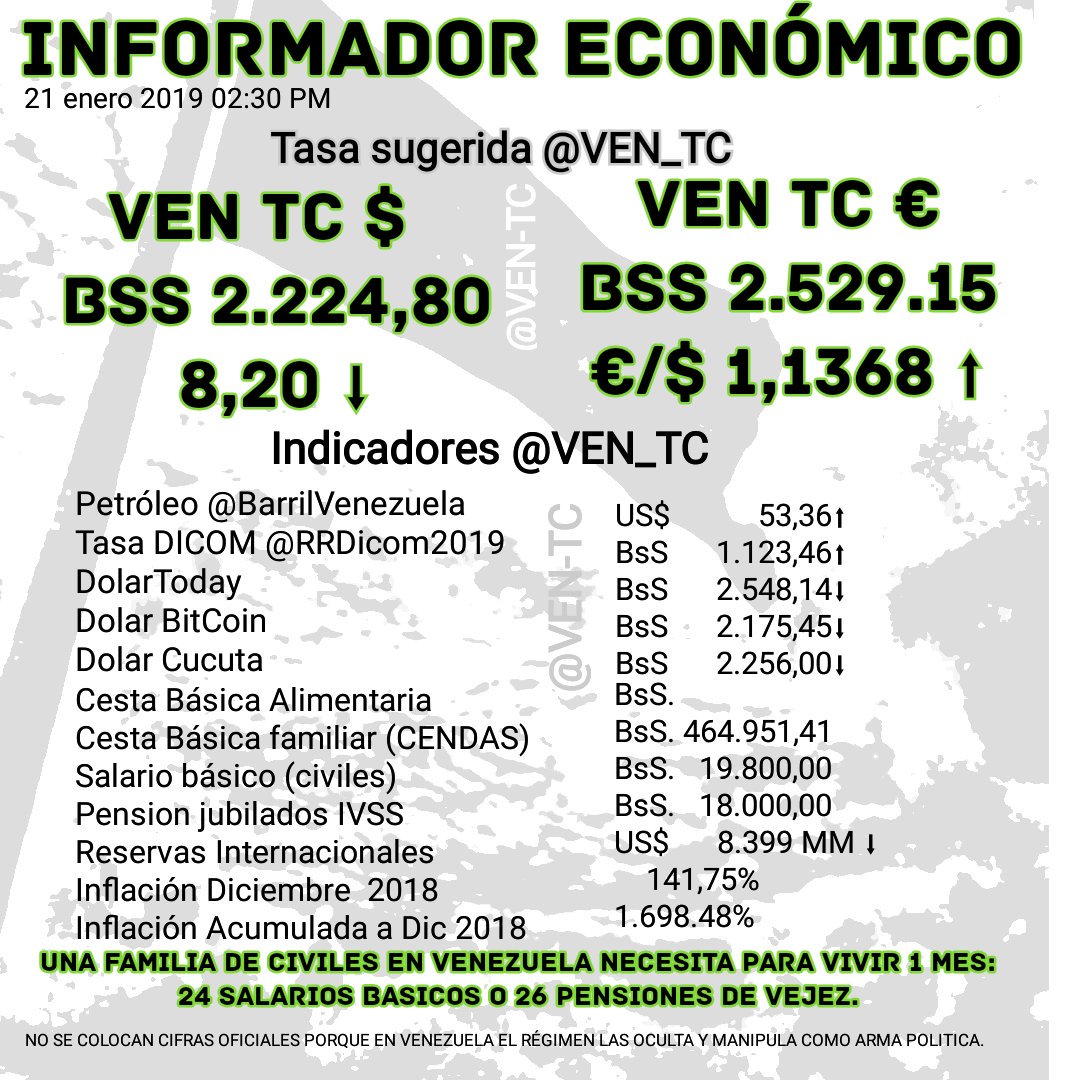 INFORMADOR ECONÓMICO
21 enero 2019 02:30 PM
Tasa sugerida @VEN_TC
VEN TC $
BSS 2.224,80
8,20 ↓
VEN TC €
BSS 2.529.15
€/$ 1,1368 ↑
@VEN-TC
Indicadores @VEN_TC
Petróleo @BarrilVenezuela US$ 53,36↑
Tasa DICOM @RRDicom2019 BsS 1.123,46↑
DolarToday BsS 2.548,14↓
Dolar BitCoin BsS 2.175,45↓
Dolar Cucuta BsS 2.256,00↓
Cesta Básica Alimentaria BsS.
Cesta Básica familiar (CENDAS) BsS. 464.951,41
Salario básico (civiles) BsS. 19.800,00
Pension jubilados IVSS BsS. 18.000,00
Reservas Internacionales US$ 8.399 MM ↓
Inflación Diciembre 2018 141,75%
Inflación Acumulada a Dic 2018 1.698.48%
@VEN-TC
UNA FAMILIA DE CIVILES EN VENEZUELA NECESITA PARA VIVIR 1 MES:
24 SALARIOS BASICOS O 26 PENSIONES DE VEJEZ.
NO SE COLOCAN CIFRAS OFICIALES PORQUE EN VENEZUELA EL RÉGIMEN LAS OCULTA Y MANIPULA COMO ARMA POLITICA.